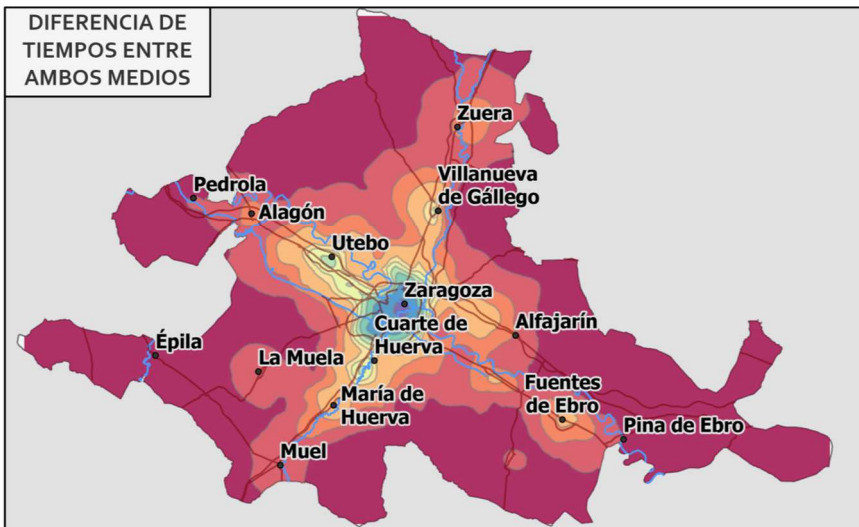 DIFERENCIA DE
TIEMPOS ENTRE
AMBOS MEDIOS
Zuera
Villanueva
de Gállego
Pedrola
Alagón
Utebo
Zaragoza
Cuarte de
Huerva
Alfajarín
Épila
La Muela
María de
Huerva
Fuentes
de Ebro
Pina de Ebro
Muel